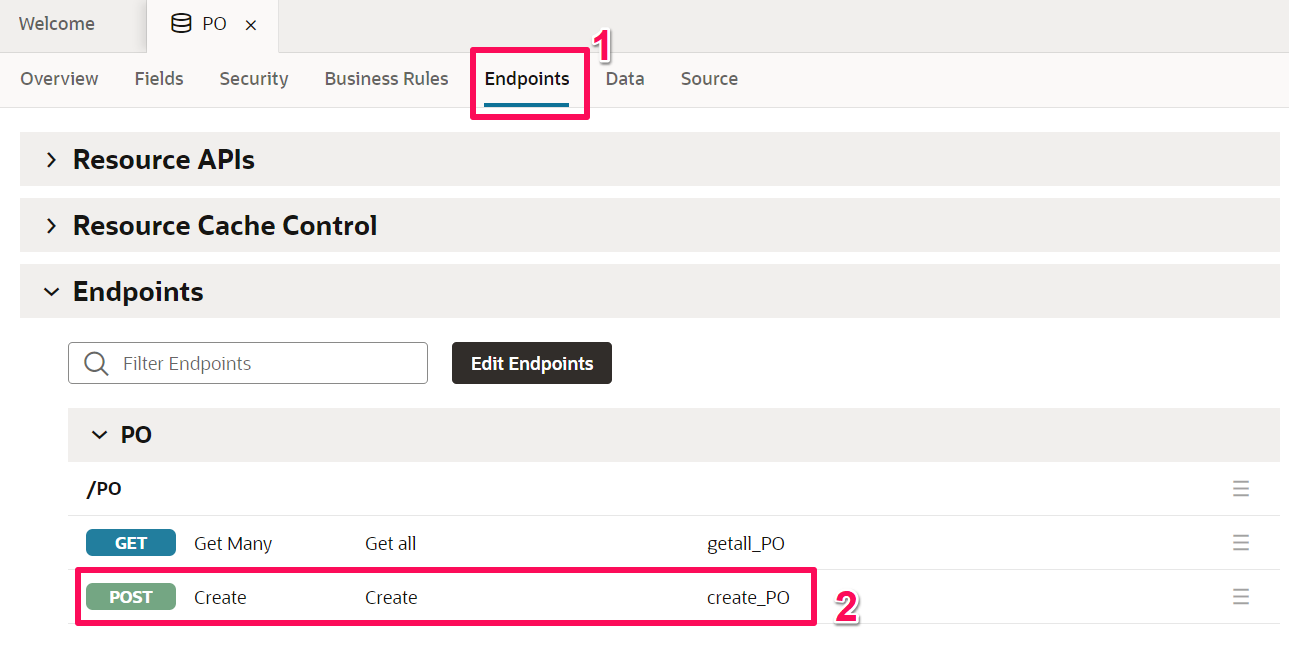 Welcome PO
1
Overview Fields Security Business Rules Endpoints Data Source
Resource APIs
Resource Cache Control
Endpoints
Filter Endpoints Edit Endpoints
PO
/PO
GET Get Many Get all getall_PO
POST Create Create create_PO 2